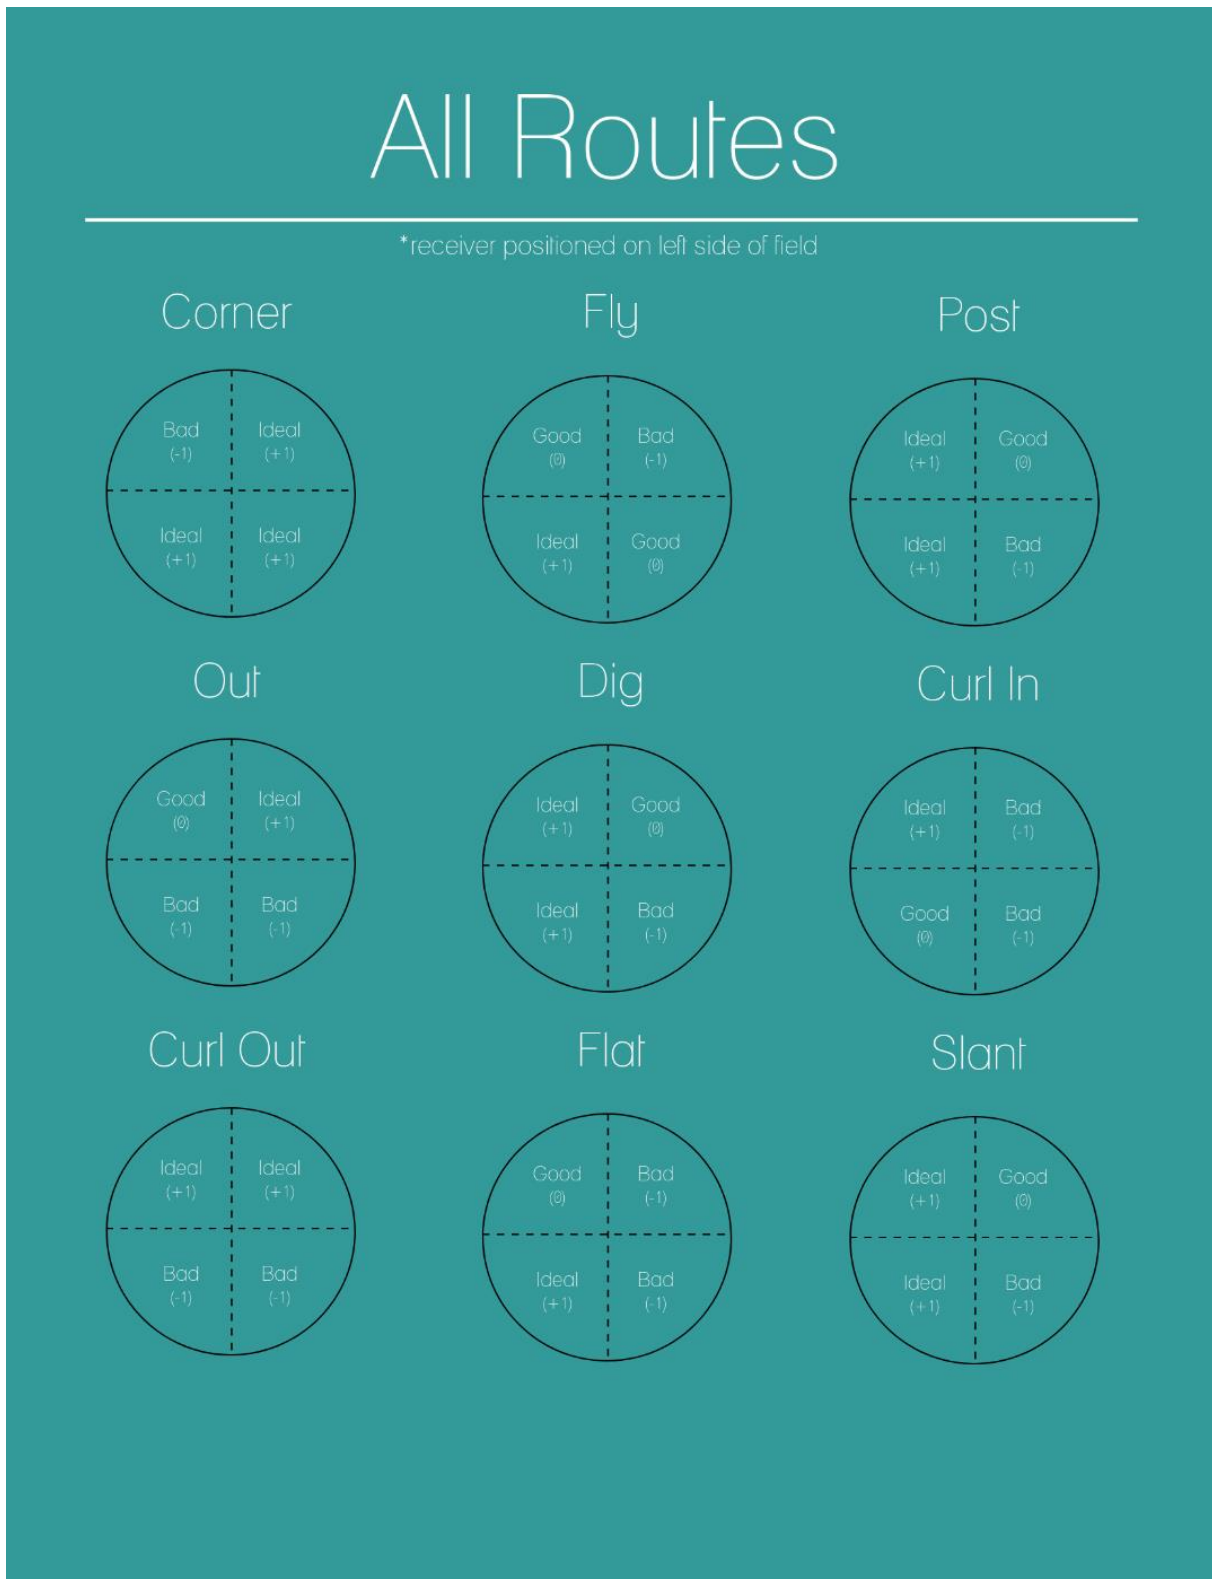 All Routes
*receiver positioned on left side of field
Corner
Bad
(-1)
Ideal
(+1)
Ideal
(+1)
Ideal
(+1)
Fly
Good
(0)
Bad
(-1)
Ideal
(+1)
Good
(0)
Post
Ideal
(+1)
Good
(0)
Ideal
(+1)
Bad
(-1)
Out
Good
(0)
Ideal
(+1)
Bad
(-1)
Bad
(-1)
Dig
Ideal
(+1)
Good
(0)
Ideal
(+1)
Bad
(-1)
Curl In
Ideal
(+1)
Bad
(-1)
Good
(0)
Bad
(-1)
Curl Out
Ideal
(+1)
Ideal
(+1)
Bad
(-1)
Bad
(-1)
Flat
Good
(0)
Bad
(-1)
Ideal
(+1)
Bad
(-1)
Slant
Ideal
(+1)
Good
(0)
Ideal
(+1)
Bad
(-1)